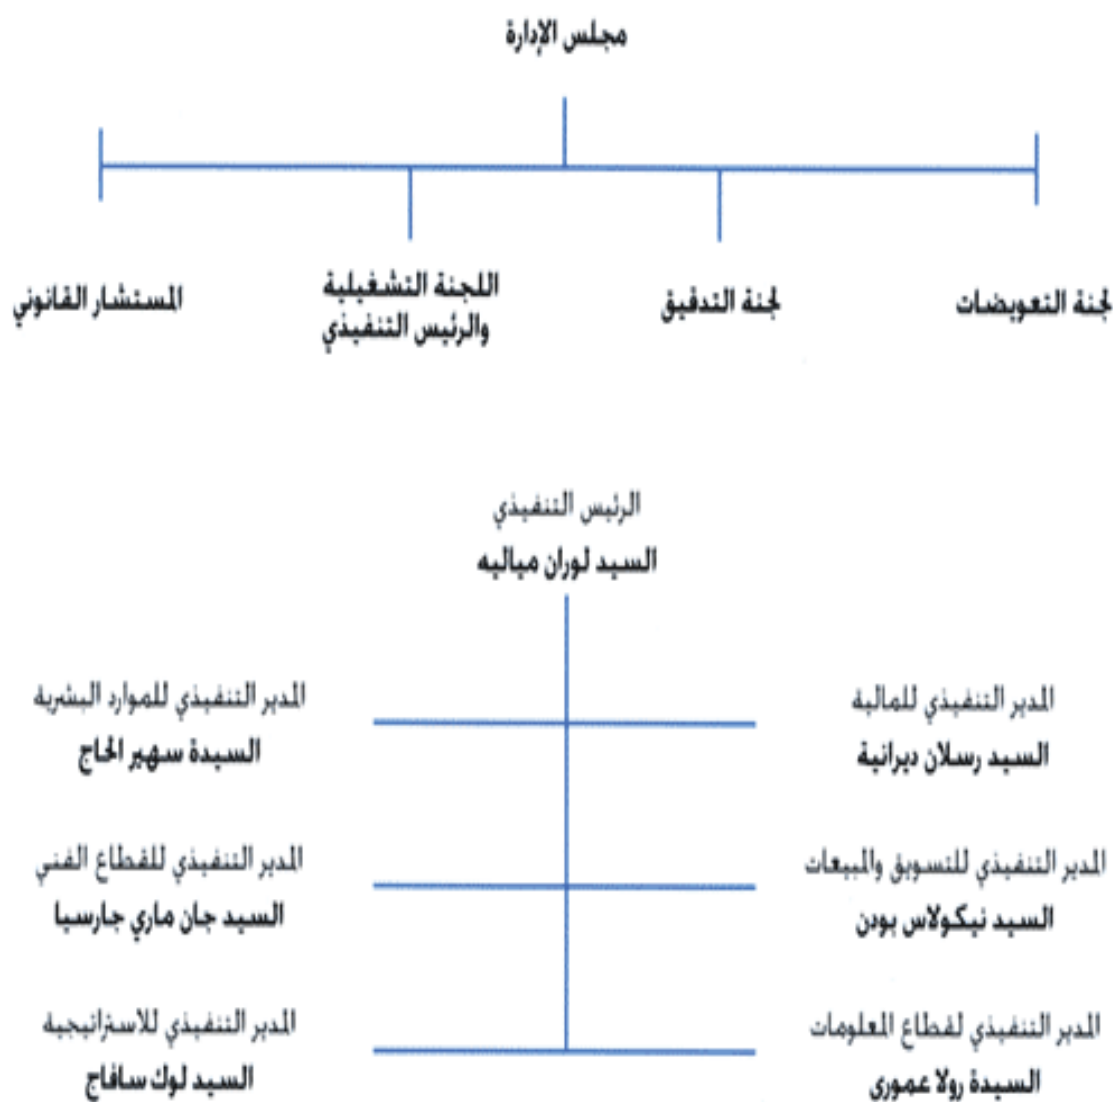 مجلس الإدارة
لجنة التعويضات
لجنة التدقيق
اللجنة التشغيلية
والرئيس التنفيذي
المستشار القانوني
الرئيس التنفيذي
السيد لوران مياليه
المدير التنفيذي للمالية
السيد رسلان ديرانية
المدير التنفيذي للموارد البشرية
السيدة سهير الحاج
المدير التنفيذي للتسويق والمبيعات
السيد نيكولاس بودن
المدير التنفيذي للقطاع الفني
السيد جان ماري جارسيا
المدير التنفيذي لقطاع المعلومات
السيدة رولا عموري
المدير التنفيذي للاستراتيجية
السيد لوك سافاج